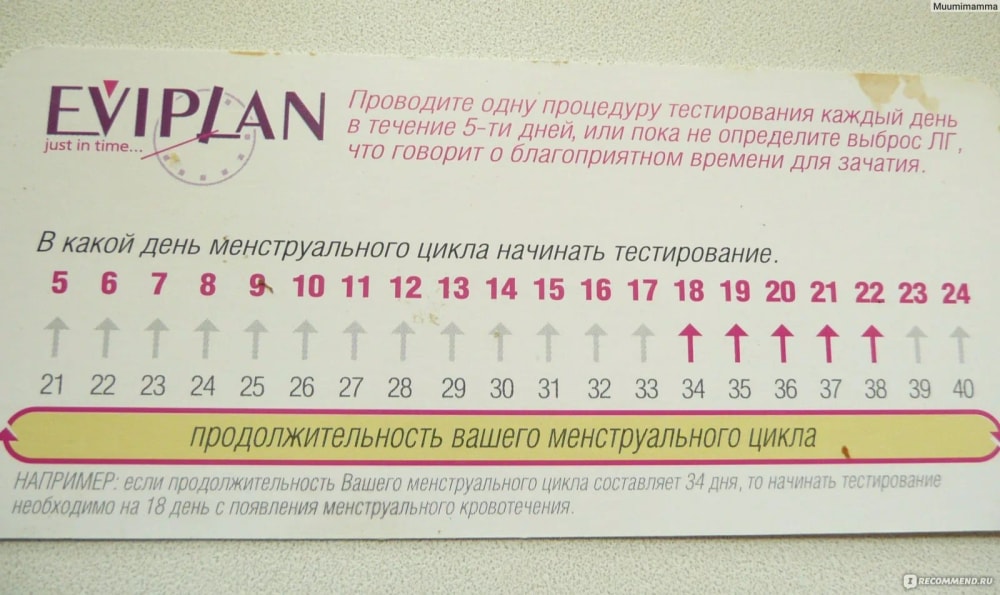 Muumimamma
EVIPLAN
just in time...
Проводите одну процедуру тестирования каждый день
в течение 5-ти дней, или пока не определите выброс ЛГ,
что говорит о благоприятном времени для зачатия.
В какой день менструального цикла начинать тестирование.
5 6 7 8 9 10 11 12 13 14 15 16 17 18 19 20 21 22 23 24
21 22 23 24 25 26 27 28 29 30 31 32 33 34 35 36 37 38 39 40
продолжительность вашего менструального цикла
НАПРИМЕР: если продолжительность Вашего менструального цикла составляет 34 дня, то начинать тестирование
необходимо на 18 день с появления менструального кровотечения.
IRECOMMEND.RU